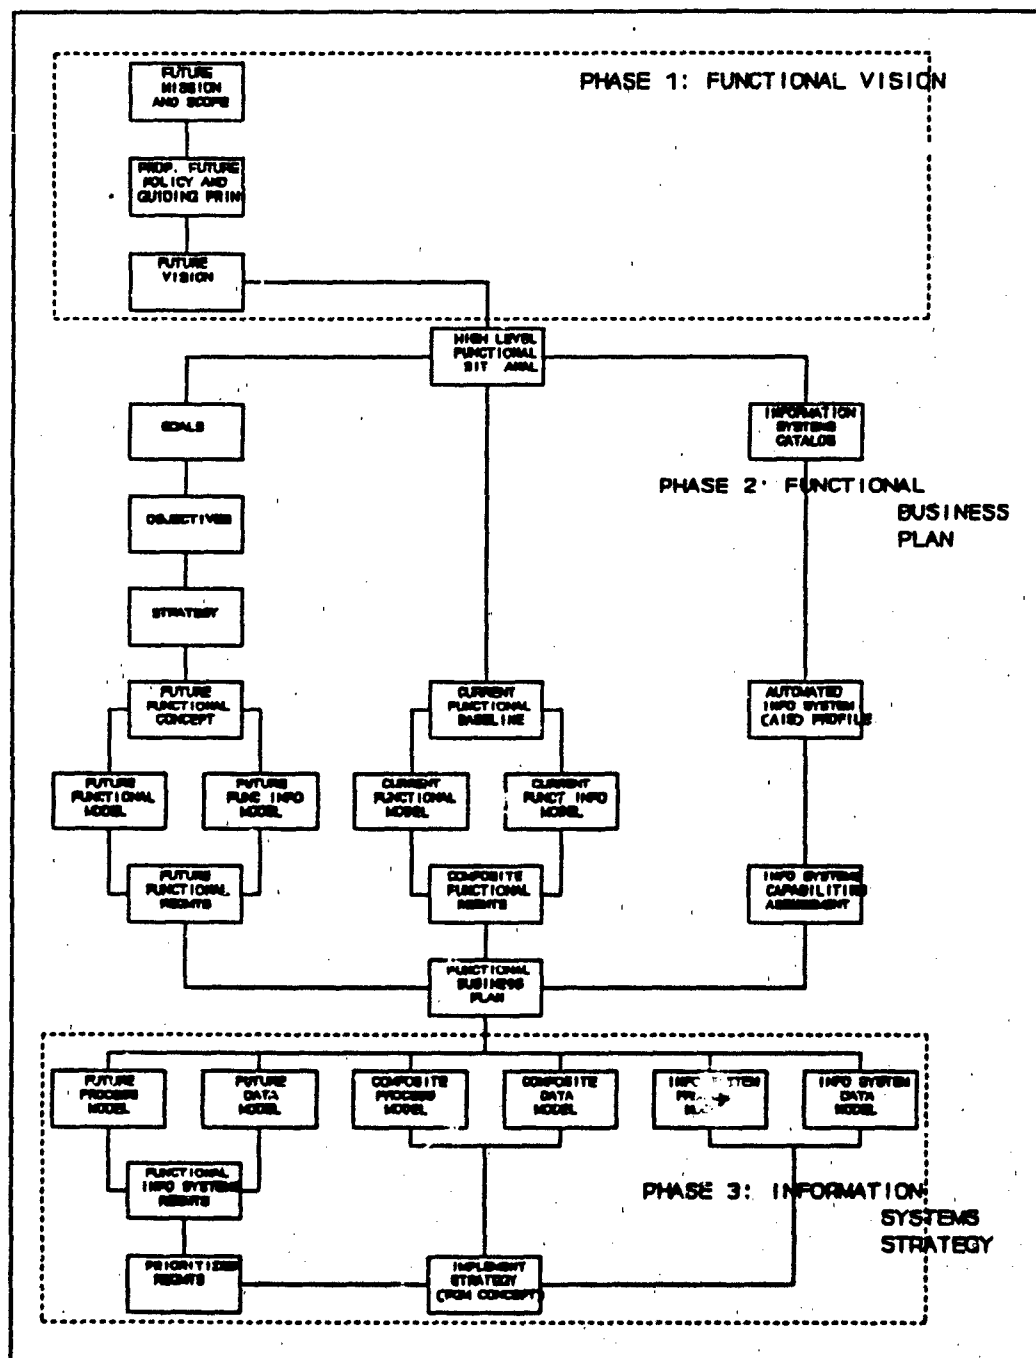 PHASE 1: FUNCTIONAL VISION
FUTURE
MISSION
AND SCOPE
PROP. FUTURE
POLICY AND
GUIDING PRIN
FUTURE
VISION
HIGH LEVEL
FUNCTIONAL
SIT ANAL
GOALS
INFORMATION
SYSTEMS
CATALOG
PHASE 2: FUNCTIONAL
BUSINESS
PLAN
OBJECTIVES
STRATEGY
FUTURE
FUNCTIONAL
CONCEPT
CURRENT
FUNCTIONAL
BASELINE
AUTOMATED
INFO SYSTEM
(AIS) PROFILE
FUTURE
FUNCTIONAL
MODEL
FUTURE
FUNC INFO
MODEL
CURRENT
FUNCTIONAL
MODEL
CURRENT
FUNCT INFO
MODEL
FUTURE
FUNCTIONAL
REQMTS
COMPOSITE
FUNCTIONAL
REQMTS
INFO SYSTEMS
CAPABILITIES
ASSESSMENT
FUNCTIONAL
BUSINESS
PLAN
FUTURE
PROCESS
MODEL
FUTURE
DATA
MODEL
COMPOSITE
PROCESS
MODEL
COMPOSITE
DATA
MODEL
INFO SYSTEM
INFO SYSTEM
DATA
MODEL
FUNCTIONAL
INFO SYSTEMS
REQMTS
PHASE 3: INFORMATION
SYSTEMS
STRATEGY
PRIORITIZED
REQMTS
IMPLEMENT
STRATEGY
CONCEPT)